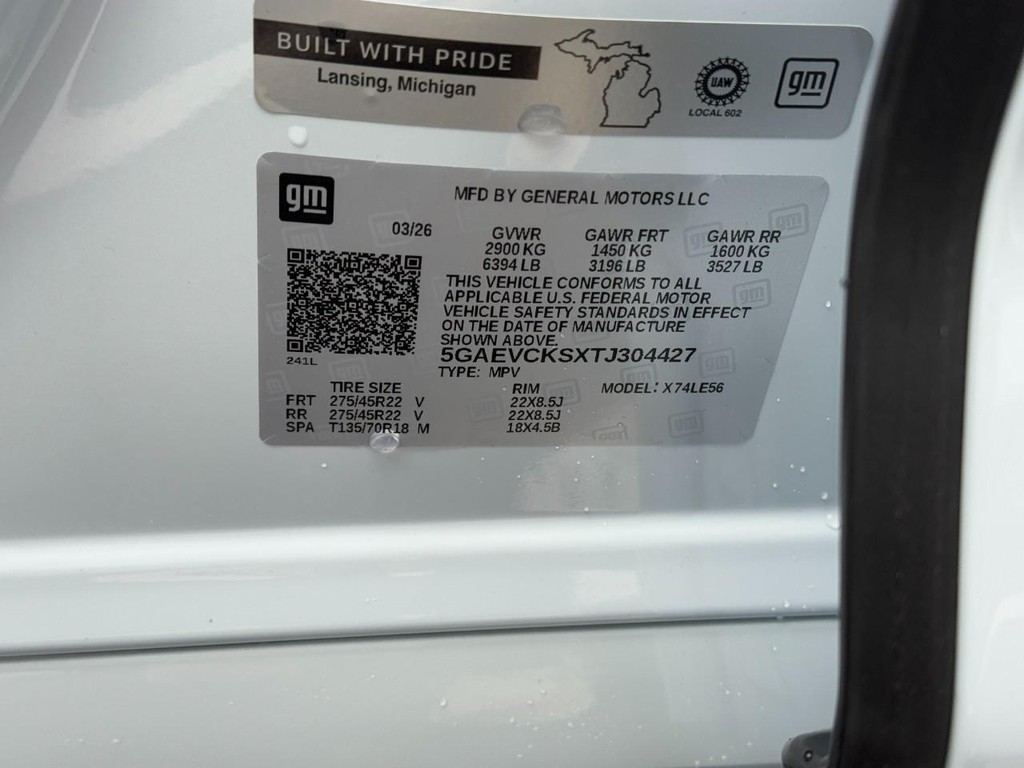 BUILT WITH PRIDE
Lansing, Michigan
UAW
LOCAL 602
gm
gm
MFD BY GENERAL MOTORS LLC
03/26 GVWR GAWR FRT GAWR RR
2900 KG 1450 KG 1600 KG
6394 LB 3196 LB 3527 LB
THIS VEHICLE CONFORMS TO ALL
APPLICABLE U.S. FEDERAL MOTOR
VEHICLE SAFETY STANDARDS IN EFFECT
ON THE DATE OF MANUFACTURE
SHOWN ABOVE.
241L
5GAEVCKSXTJ304427
TYPE: MPV
TIRE SIZE RIM MODEL: X74LE56
FRT 275/45R22 V 22X8.5J
RR 275/45R22 V 22X8.5J
SPA T135/70R18 M 18X4.5B